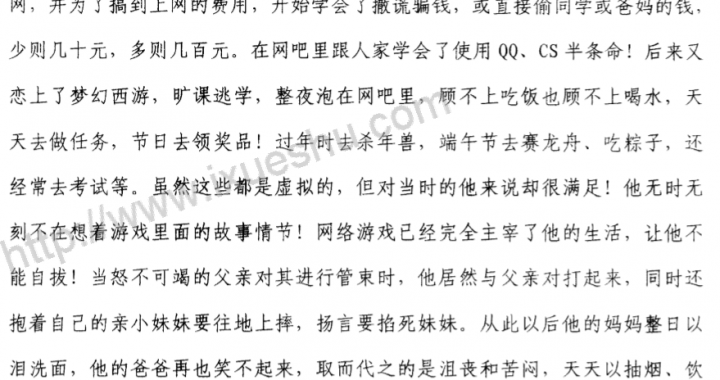 网，并为了搞到上网的费用，开始学会了撒谎骗钱，或直接偷同学或爸妈的钱，
少则几十元，多则几百元。在网吧里跟人家学会了使用 QQ、CS 半条命！后来又
恋上了梦幻西游，旷课逃学，整夜泡在网吧里，顾不上吃饭也顾不上喝水，天
天去做任务，节日去领奖品！过年时去杀年兽，端午节去赛龙舟、吃粽子，还
经常去考试等。虽然这些都是虚拟的，但对当时的他来说却很满足！他无时无
刻不在想着游戏里面的故事情节！网络游戏已经完全主宰了他的生活，让他不
能自拔！当怒不可竭的父亲对其进行管束时，他居然与父亲对打起来，同时还
抱着自己的亲小妹妹要往地上摔，扬言要掐死妹妹。从此以后他的妈妈整日以
泪洗面，他的爸爸再也笑不起来，取而代之的是沮丧和苦闷，天天以抽烟、饮
http://www.ixueshu.com